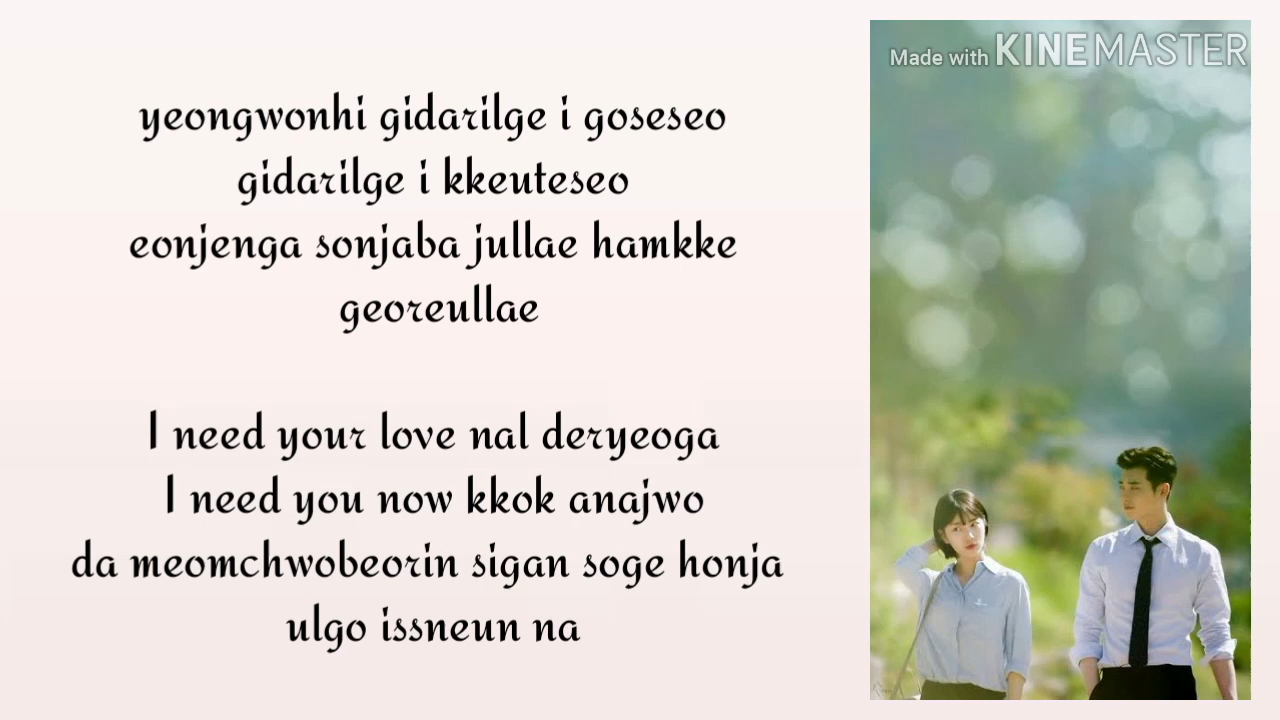 Made with KINEMASTER
yeongwonhi gidarilge i goseseo
gidarilge i kkeuteseo
eonjenga sonjaba jullae hamkke
georeullae
I need your love nal deryeoga
I need you now kkok anajwo
da meomchwobeorin sigan soge honja
ulgo issneun na